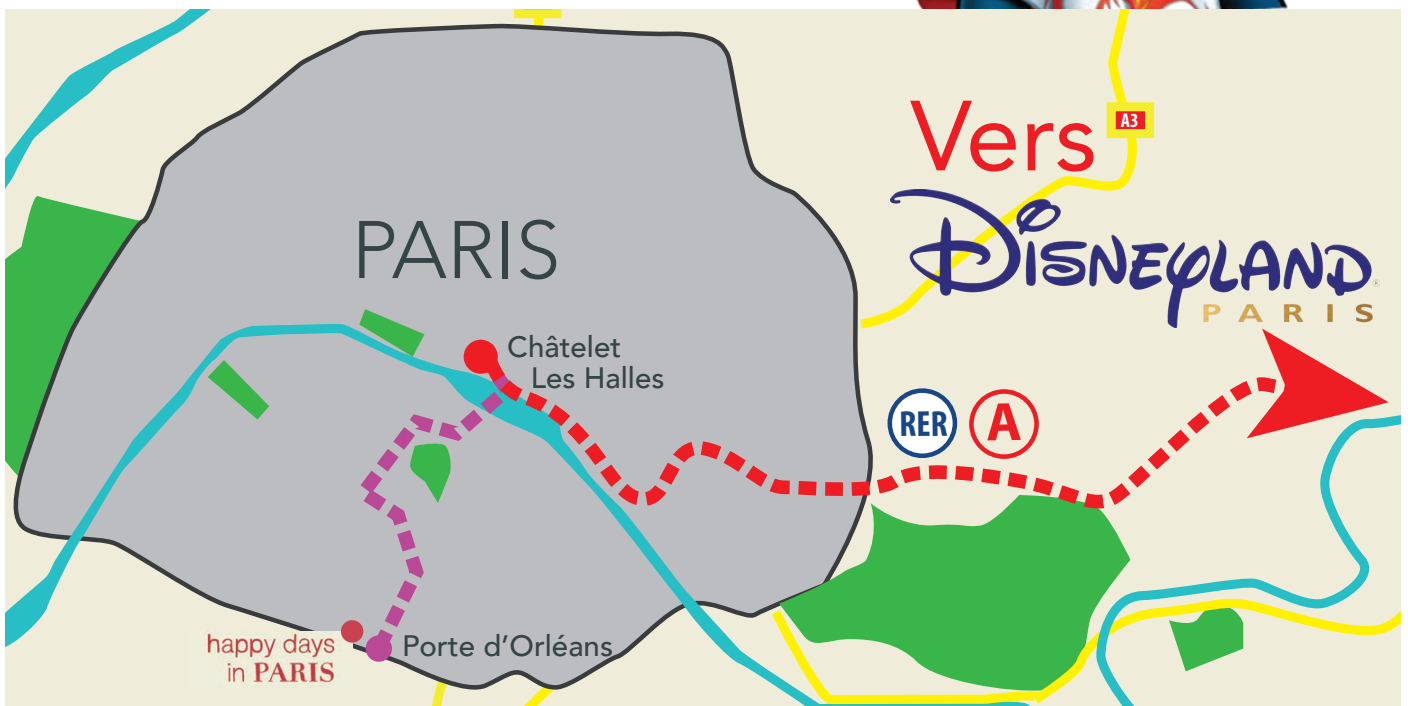 Vers
A3
DISNEYLAND
PARIS
PARIS
Châtelet
Les Halles
RER
A
happy days
in PARIS
Porte d'Orléans